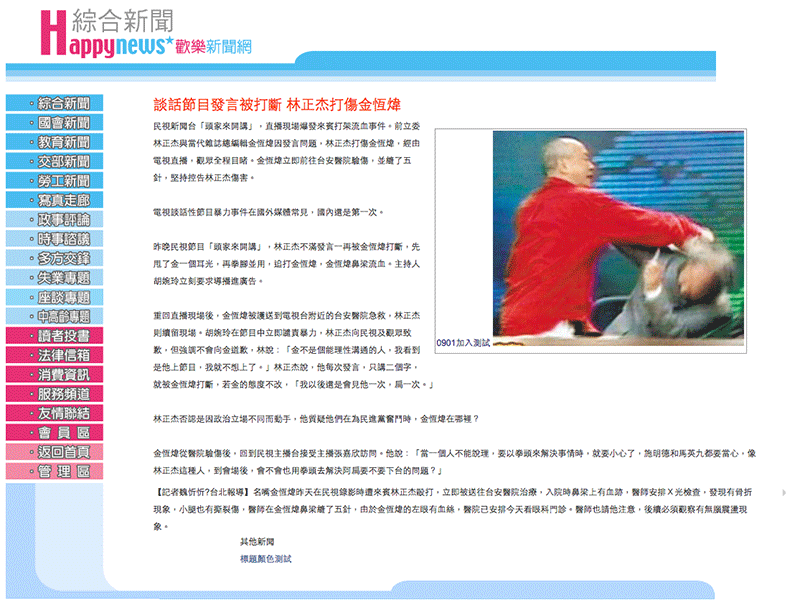 綜合新聞
Happynews*歡樂新聞網
・綜合新聞
・國會新聞
・教育新聞
・交部新聞
・勞工新聞
・寫真走廊
・政事評論
・時事諮議
・多方交鋒
・失業專題
・座談專題
・中高齡專題
・讀者投書
・法律信箱
・消費資訊
・服務頻道
・友情聯結
・會 員 區
・返回首頁
・管 理 區
談話節目發言被打斷 林正杰打傷金恆煒
民視新聞台「頭家來開講」，直播現場爆發來賓打架流血事件。前立委
林正杰與當代雜誌總編輯金恆煒因發言問題，林正杰打傷金恆煒，經由
電視直播，觀眾全程目睹。金恆煒立即前往台安醫院驗傷，並縫了五
針，堅持控告林正杰傷害。
電視談話性節目暴力事件在國外媒體常見，國內還是第一次。
昨晚民視節目「頭家來開講」，林正杰不滿發言一再被金恆煒打斷，先
甩了金一個耳光，再拳腳並用，追打金恆煒，金恆煒鼻梁流血。主持人
胡婉玲立刻要求導播進廣告。
重回直播現場後，金恆煒被護送到電視台附近的台安醫院急救，林正杰
則續留現場。胡婉玲在節目中立即譴責暴力，林正杰向民視及觀眾致
歉，但強調不會向金道歉。林說：「金不是個能理性溝通的人，我看到
是他上節目，我就不想上了。」林正杰說，他每次發言，只講二個字，
就被金恆煒打斷，若金的態度不改，「我以後還是會見他一次，扁一次。」
林正杰否認是因政治立場不同而動手，他質疑他們在為民進黨奮鬥時，金恆煒在哪裡？
金恆煒從醫院驗傷後，回到民視主播台接受主播張嘉欣訪問。他說：「當一個人不能說理，要以拳頭來解決事情時，就要小心了，施明德和馬英九都要當心，像
林正杰這種人，到會場後，會不會也用拳頭去解決阿扁要不要下台的問題？」
【記者魏忻忻?台北報導】名嘴金恆煒昨天在民視錄影時遭來賓林正杰毆打，立即被送往台安醫院治療，入院時鼻梁上有血跡，醫師安排Ｘ光檢查，發現有骨折
現象，小腿也有撕裂傷，醫師在金恆煒鼻梁縫了五針，由於金恆煒的左眼有血絲，醫院已安排今天看眼科門診。醫師也請他注意，後續必須觀察有無腦震盪現
象。
0901加入測試
其他新聞
標題顏色測試